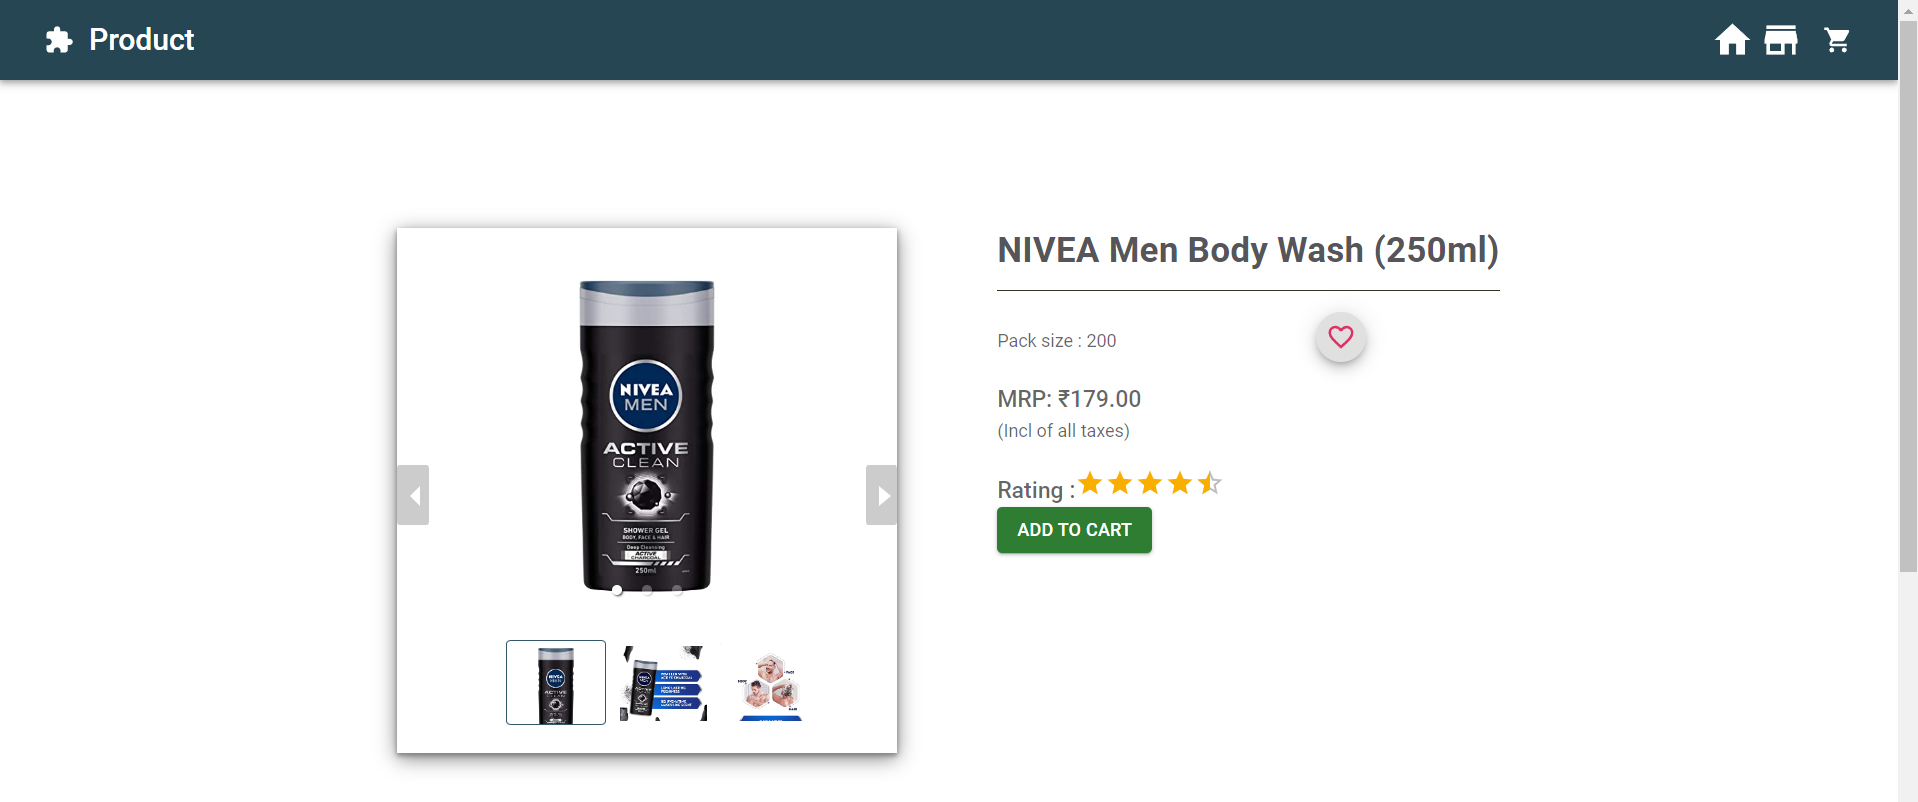 Product
NIVEA Men Body Wash (250ml)
Pack size : 200
MRP: ₹179.00
(Incl of all taxes)
Rating :
ADD TO CART
NIVEA
MEN
ACTIVE
CLEAN
SHOWER GEL
BODY, FACE & HAIR
Deep Cleansing
ACTIVE
CHARCOAL
250ml
NIVEA